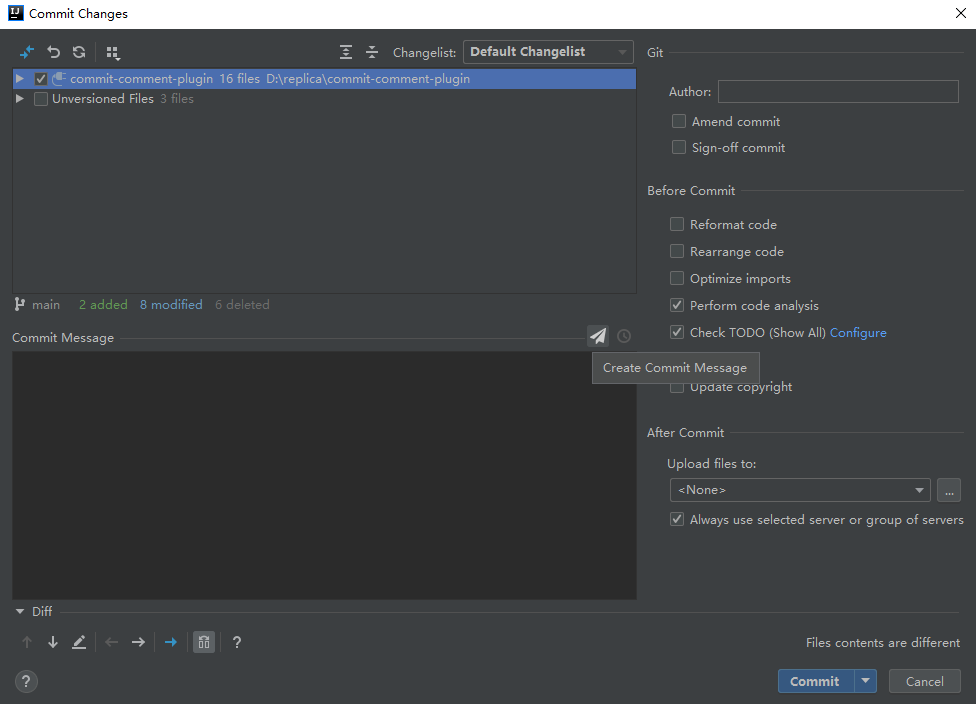 Commit Changes
Changelist: Default Changelist
commit-comment-plugin 16 files D:\replica\commit-comment-plugin
Unversioned Files 3 files
main 2 added 8 modified 6 deleted
Commit Message
Create Commit Message
Git
Author:
Amend commit
Sign-off commit
Before Commit
Reformat code
Rearrange code
Optimize imports
Perform code analysis
Check TODO (Show All) Configure
Update copyright
After Commit
Upload files to:
<None> ...
Always use selected server or group of servers
Diff
? Files contents are different
? Commit Cancel